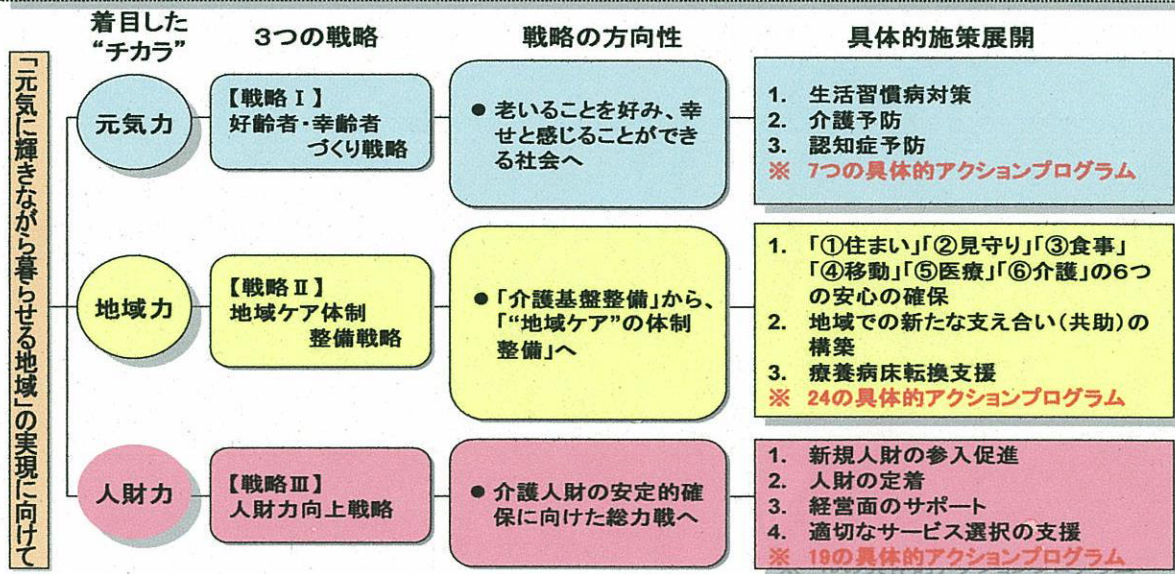 着目した
“チカラ”
3つの戦略
戦略の方向性
具体的施策展開
「元気に輝きながら暮らせる地域」の実現に向けて
元気力
【戦略Ⅰ】
好齢者・幸齢者
づくり戦略
● 老いることを好み、幸
せと感じることができ
る社会へ
1. 生活習慣病対策
2. 介護予防
3. 認知症予防
※ 7つの具体的アクションプログラム
地域力
【戦略Ⅱ】
地域ケア体制
整備戦略
● 「介護基盤整備」から、
「“地域ケア”の体制
整備」へ
1. 「①住まい」「②見守り」「③食事」
「④移動」「⑤医療」「⑥介護」の6つ
の安心の確保
2. 地域での新たな支え合い(共助)の
構築
3. 療養病床転換支援
※ 24の具体的アクションプログラム
人財力
【戦略Ⅲ】
人財力向上戦略
● 介護人財の安定的確
保に向けた総力戦へ
1. 新規人財の参入促進
2. 人財の定着
3. 経営面のサポート
4. 適切なサービス選択の支援
※ 19の具体的アクションプログラム